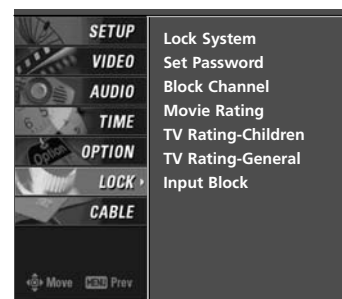 SETUP
VIDEO
AUDIO
TIME
OPTION
LOCK
CABLE
Move MENU Prev
Lock System
Set Password
Block Channel
Movie Rating
TV Rating-Children
TV Rating-General
Input Block